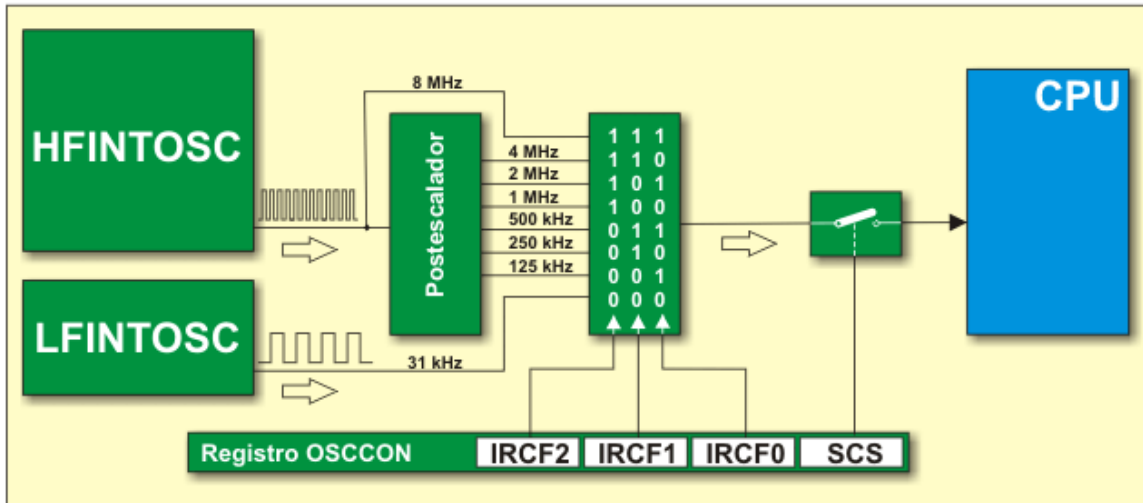 HFINTOSC
LFINTOSC
8 MHz
Postescalador
4 MHz
2 MHz
1 MHz
500 kHz
250 kHz
125 kHz
31 kHz
1 1 1
1 1 0
1 0 1
1 0 0
0 1 1
0 1 0
0 0 1
0 0 0
CPU
Registro OSCCON
IRCF2
IRCF1
IRCF0
SCS